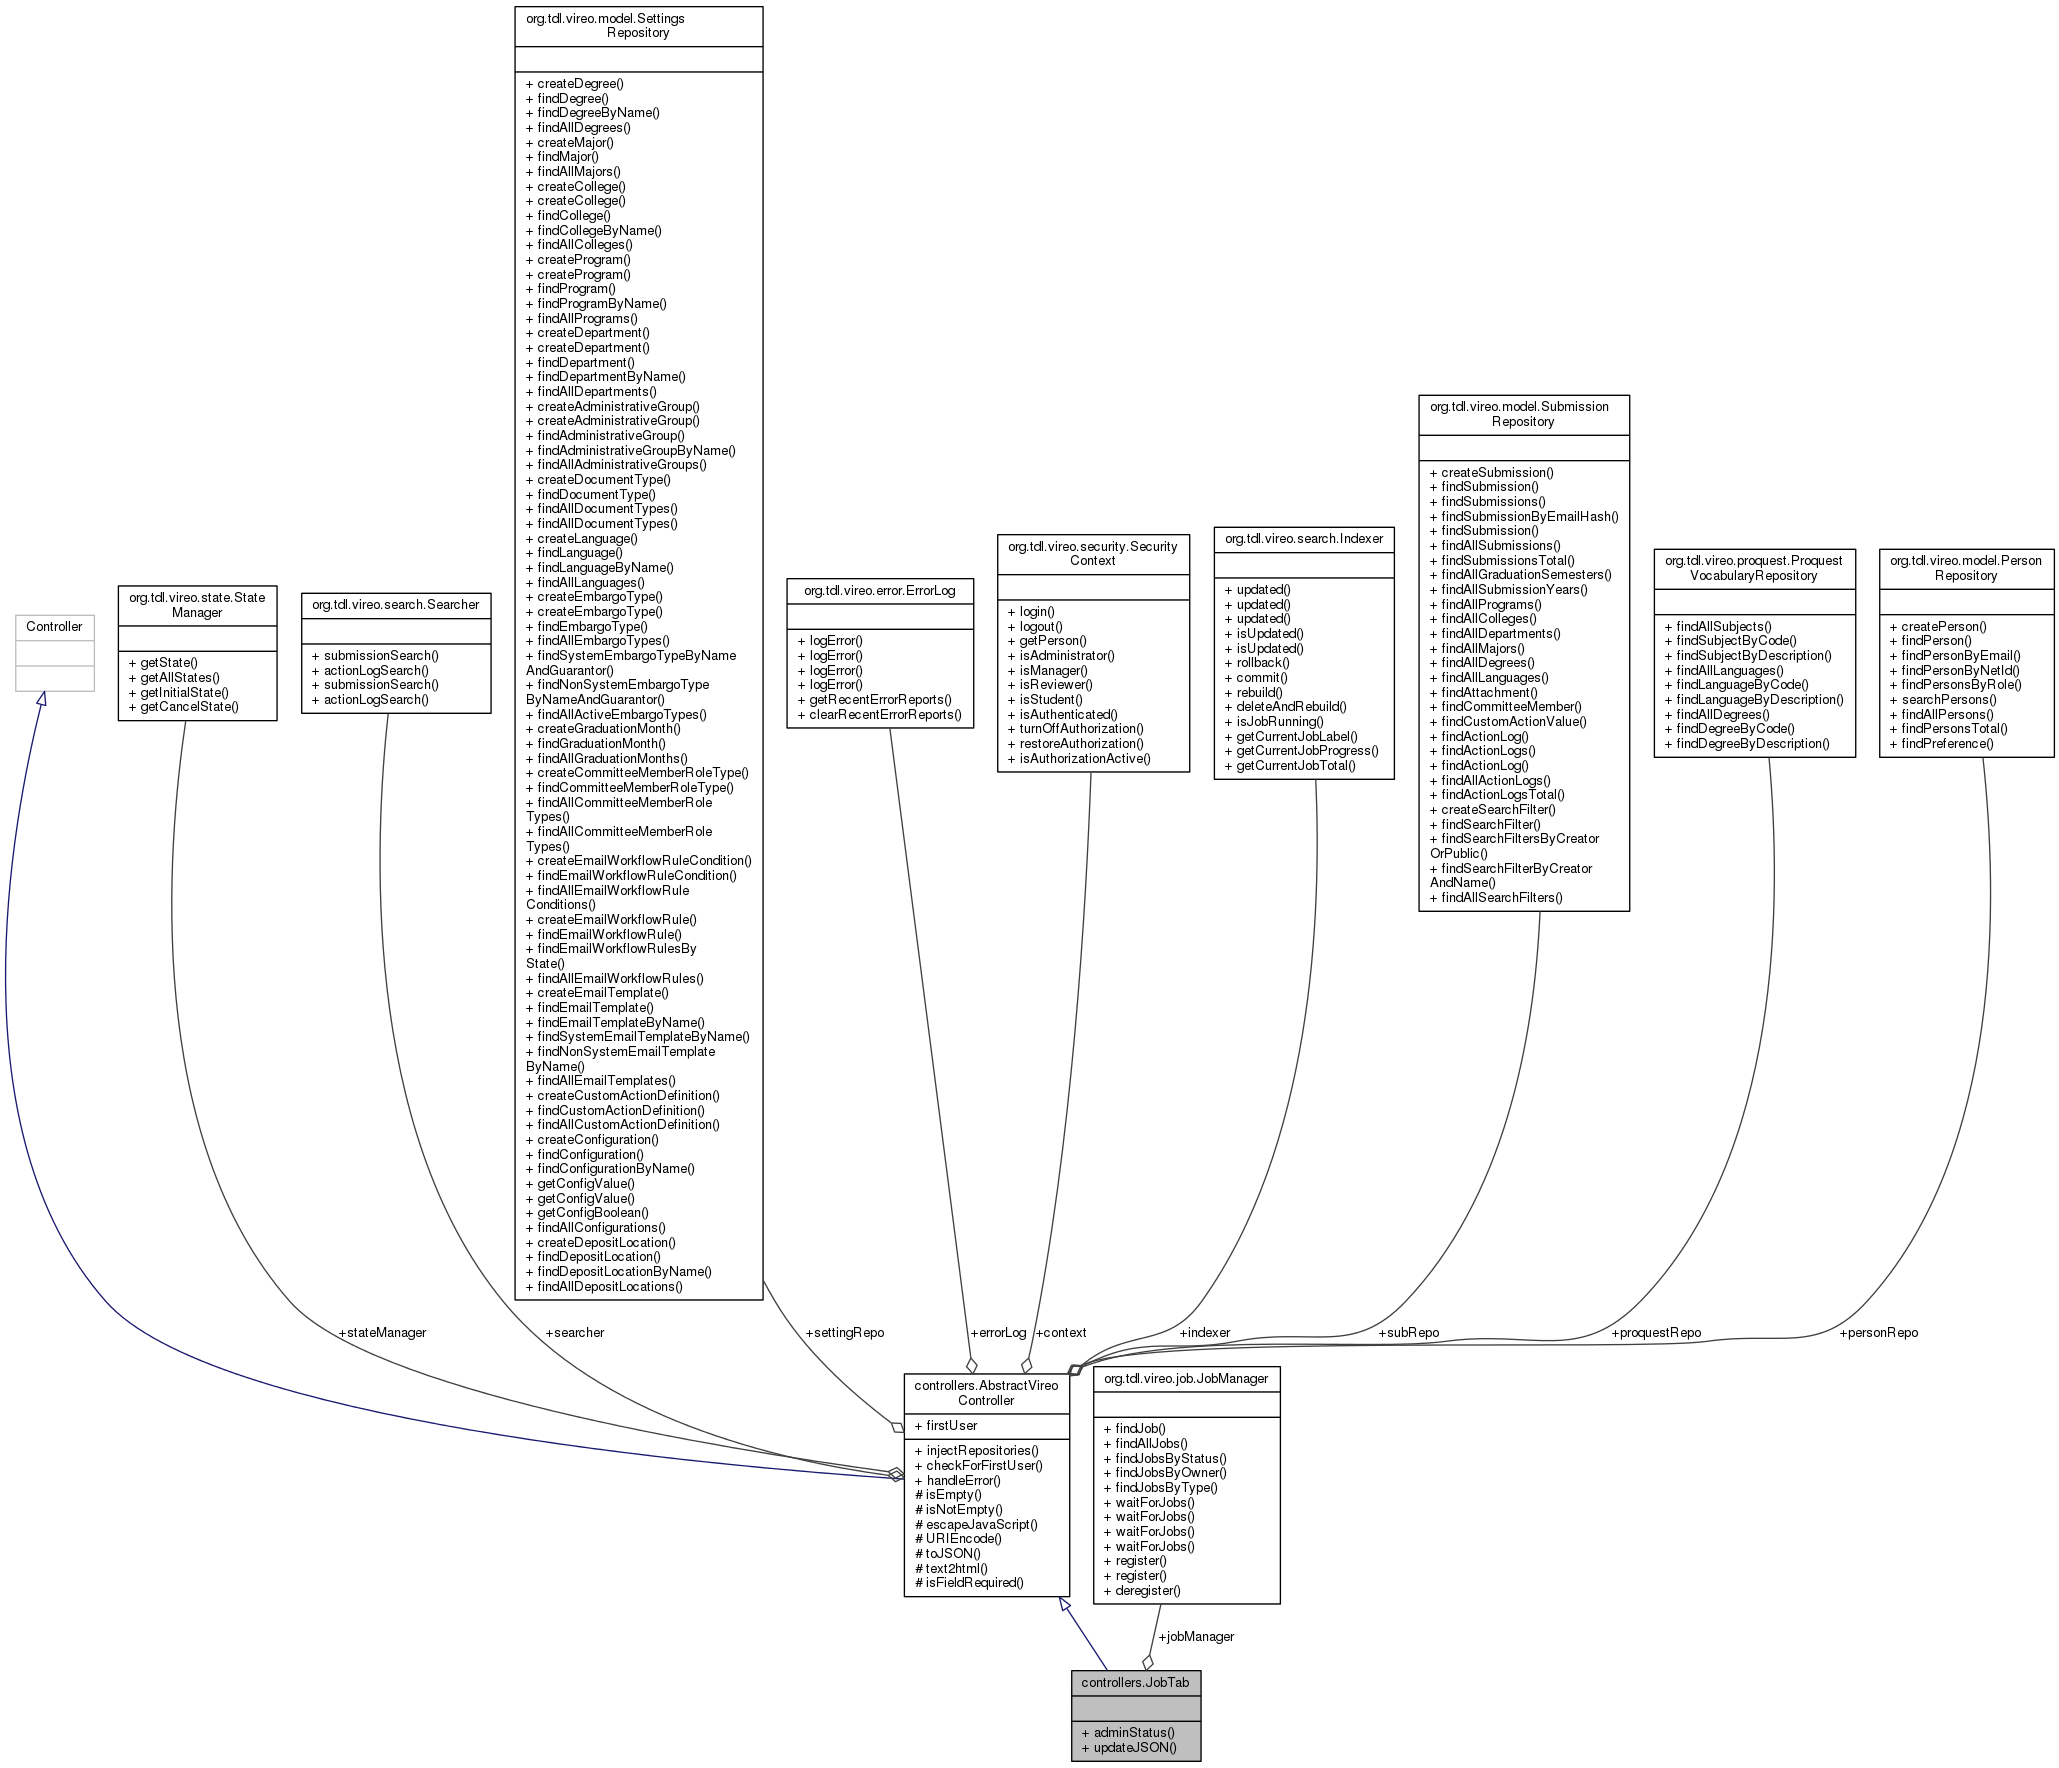 org.tdl.vireo.model.Settings
Repository
+ createDegree()
+ findDegree()
+ findDegreeByName()
+ findAllDegrees()
+ createMajor()
+ findMajor()
+ findAllMajors()
+ createCollege()
+ createCollege()
+ findCollege()
+ findCollegeByName()
+ findAllColleges()
+ createProgram()
+ createProgram()
+ findProgram()
+ findProgramByName()
+ findAllPrograms()
+ createDepartment()
+ createDepartment()
+ findDepartment()
+ findDepartmentByName()
+ findAllDepartments()
+ createAdministrativeGroup()
+ createAdministrativeGroup()
+ findAdministrativeGroup()
+ findAdministrativeGroupByName()
+ findAllAdministrativeGroups()
+ createDocumentType()
+ findDocumentType()
+ findAllDocumentTypes()
+ findAllDocumentTypes()
+ createLanguage()
+ findLanguage()
+ findLanguageByName()
+ findAllLanguages()
+ createEmbargoType()
+ createEmbargoType()
+ findEmbargoType()
+ findAllEmbargoTypes()
+ findSystemEmbargoTypeByName
AndGuarantor()
+ findNonSystemEmbargoType
ByNameAndGuarantor()
+ findAllActiveEmbargoTypes()
+ createGraduationMonth()
+ findGraduationMonth()
+ findAllGraduationMonths()
+ createCommitteeMemberRoleType()
+ findCommitteeMemberRoleType()
+ findAllCommitteeMemberRole
Types()
+ findAllCommitteeMemberRole
Types()
+ createEmailWorkflowRuleCondition()
+ findEmailWorkflowRuleCondition()
+ findAllEmailWorkflowRule
Conditions()
+ createEmailWorkflowRule()
+ findEmailWorkflowRule()
+ findEmailWorkflowRulesBy
State()
+ findAllEmailWorkflowRules()
+ createEmailTemplate()
+ findEmailTemplate()
+ findEmailTemplateByName()
+ findSystemEmailTemplateByName()
+ findNonSystemEmailTemplate
ByName()
+ findAllEmailTemplates()
+ createCustomActionDefinition()
+ findCustomActionDefinition()
+ findAllCustomActionDefinition()
+ createConfiguration()
+ findConfiguration()
+ findConfigurationByName()
+ getConfigValue()
+ getConfigValue()
+ getConfigBoolean()
+ findAllConfigurations()
+ createDepositLocation()
+ findDepositLocation()
+ findDepositLocationByName()
+ findAllDepositLocations()
Controller
org.tdl.vireo.state.State
Manager
+ getState()
+ getAllStates()
+ getInitialState()
+ getCancelState()
org.tdl.vireo.search.Searcher
+ submissionSearch()
+ actionLogSearch()
+ submissionSearch()
+ actionLogSearch()
org.tdl.vireo.error.ErrorLog
+ logError()
+ logError()
+ logError()
+ logError()
+ getRecentErrorReports()
+ clearRecentErrorReports()
org.tdl.vireo.security.Security
Context
+ login()
+ logout()
+ getPerson()
+ isAdministrator()
+ isManager()
+ isReviewer()
+ isStudent()
+ isAuthenticated()
+ turnOffAuthorization()
+ restoreAuthorization()
+ isAuthorizationActive()
org.tdl.vireo.search.Indexer
+ updated()
+ updated()
+ updated()
+ isUpdated()
+ isUpdated()
+ rollback()
+ commit()
+ rebuild()
+ deleteAndRebuild()
+ isJobRunning()
+ getCurrentJobLabel()
+ getCurrentJobProgress()
+ getCurrentJobTotal()
org.tdl.vireo.model.Submission
Repository
+ createSubmission()
+ findSubmission()
+ findSubmissions()
+ findSubmissionByEmailHash()
+ findSubmission()
+ findAllSubmissions()
+ findSubmissionsTotal()
+ findAllGraduationSemesters()
+ findAllSubmissionYears()
+ findAllPrograms()
+ findAllColleges()
+ findAllDepartments()
+ findAllMajors()
+ findAllDegrees()
+ findAllLanguages()
+ findAttachment()
+ findCommitteeMember()
+ findCustomActionValue()
+ findActionLog()
+ findActionLogs()
+ findActionLog()
+ findAllActionLogs()
+ findActionLogsTotal()
+ createSearchFilter()
+ findSearchFilter()
+ findSearchFiltersByCreator
OrPublic()
+ findSearchFilterByCreator
AndName()
+ findAllSearchFilters()
org.tdl.vireo.proquest.Proquest
VocabularyRepository
+ findAllSubjects()
+ findSubjectByCode()
+ findSubjectByDescription()
+ findAllLanguages()
+ findLanguageByCode()
+ findLanguageByDescription()
+ findAllDegrees()
+ findDegreeByCode()
+ findDegreeByDescription()
org.tdl.vireo.model.Person
Repository
+ createPerson()
+ findPerson()
+ findPersonByEmail()
+ findPersonByNetId()
+ findPersonsByRole()
+ searchPersons()
+ findAllPersons()
+ findPersonsTotal()
+ findPreference()
+stateManager
+searcher
+settingRepo
+errorLog
+context
+indexer
+subRepo
+proquestRepo
+personRepo
controllers.AbstractVireo
Controller
+ firstUser
+ injectRepositories()
+ checkForFirstUser()
+ handleError()
# isEmpty()
# isNotEmpty()
# escapeJavaScript()
# URIEncode()
# toJSON()
# text2html()
# isFieldRequired()
org.tdl.vireo.job.JobManager
+ findJob()
+ findAllJobs()
+ findJobsByStatus()
+ findJobsByOwner()
+ findJobsByType()
+ waitForJobs()
+ waitForJobs()
+ waitForJobs()
+ waitForJobs()
+ register()
+ register()
+ deregister()
+jobManager
controllers.JobTab
+ adminStatus()
+ updateJSON()